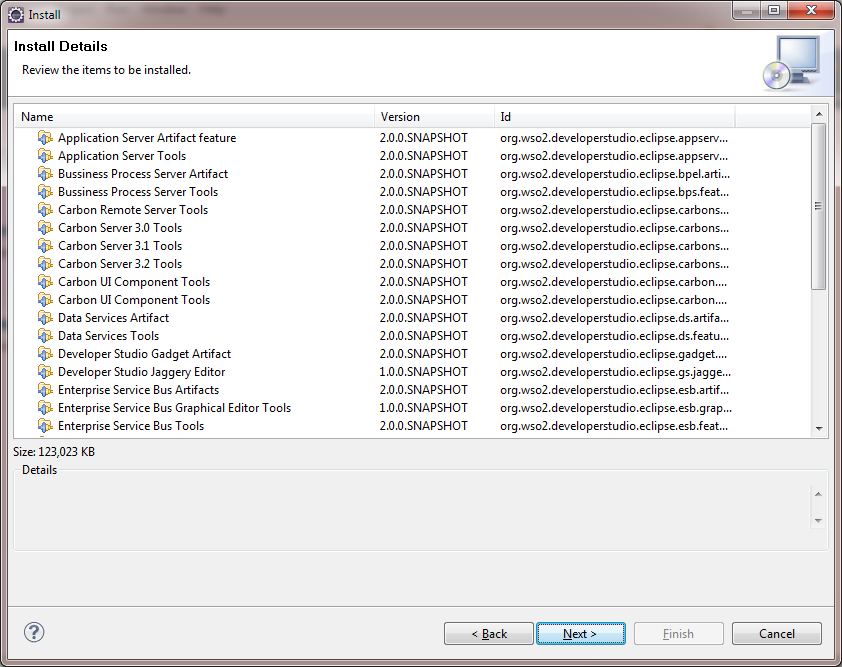 Install
Install Details
Review the items to be installed.
Name Version Id
Application Server Artifact feature 2.0.0.SNAPSHOT org.wso2.developerstudio.eclipse.appserv...
Application Server Tools 2.0.0.SNAPSHOT org.wso2.developerstudio.eclipse.appserv...
Bussiness Process Server Artifact 2.0.0.SNAPSHOT org.wso2.developerstudio.eclipse.bpel.arti...
Bussiness Process Server Tools 2.0.0.SNAPSHOT org.wso2.developerstudio.eclipse.bps.feat...
Carbon Remote Server Tools 2.0.0.SNAPSHOT org.wso2.developerstudio.eclipse.carbons...
Carbon Server 3.0 Tools 2.0.0.SNAPSHOT org.wso2.developerstudio.eclipse.carbons...
Carbon Server 3.1 Tools 2.0.0.SNAPSHOT org.wso2.developerstudio.eclipse.carbons...
Carbon Server 3.2 Tools 2.0.0.SNAPSHOT org.wso2.developerstudio.eclipse.carbons...
Carbon UI Component Tools 2.0.0.SNAPSHOT org.wso2.developerstudio.eclipse.carbon....
Carbon UI Component Tools 2.0.0.SNAPSHOT org.wso2.developerstudio.eclipse.carbon....
Data Services Artifact 2.0.0.SNAPSHOT org.wso2.developerstudio.eclipse.ds.artifa...
Data Services Tools 2.0.0.SNAPSHOT org.wso2.developerstudio.eclipse.ds.featu...
Developer Studio Gadget Artifact 2.0.0.SNAPSHOT org.wso2.developerstudio.eclipse.gadget....
Developer Studio Jaggery Editor 1.0.0.SNAPSHOT org.wso2.developerstudio.eclipse.gs.jagge...
Enterprise Service Bus Artifacts 2.0.0.SNAPSHOT org.wso2.developerstudio.eclipse.esb.artif...
Enterprise Service Bus Graphical Editor Tools 1.0.0.SNAPSHOT org.wso2.developerstudio.eclipse.esb.grap...
Enterprise Service Bus Tools 2.0.0.SNAPSHOT org.wso2.developerstudio.eclipse.esb.feat...
Size: 123,023 KB
Details
? < Back Next > Finish Cancel